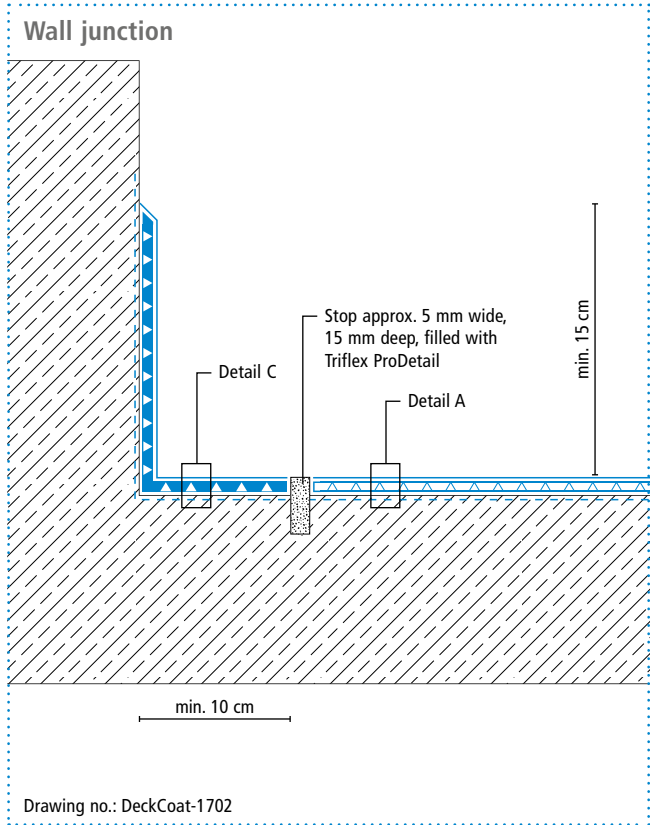 Wall junction
Stop approx. 5 mm wide,
15 mm deep, filled with
Triflex ProDetail
min. 15 cm
Detail C
Detail A
min. 10 cm
Drawing no.: DeckCoat-1702